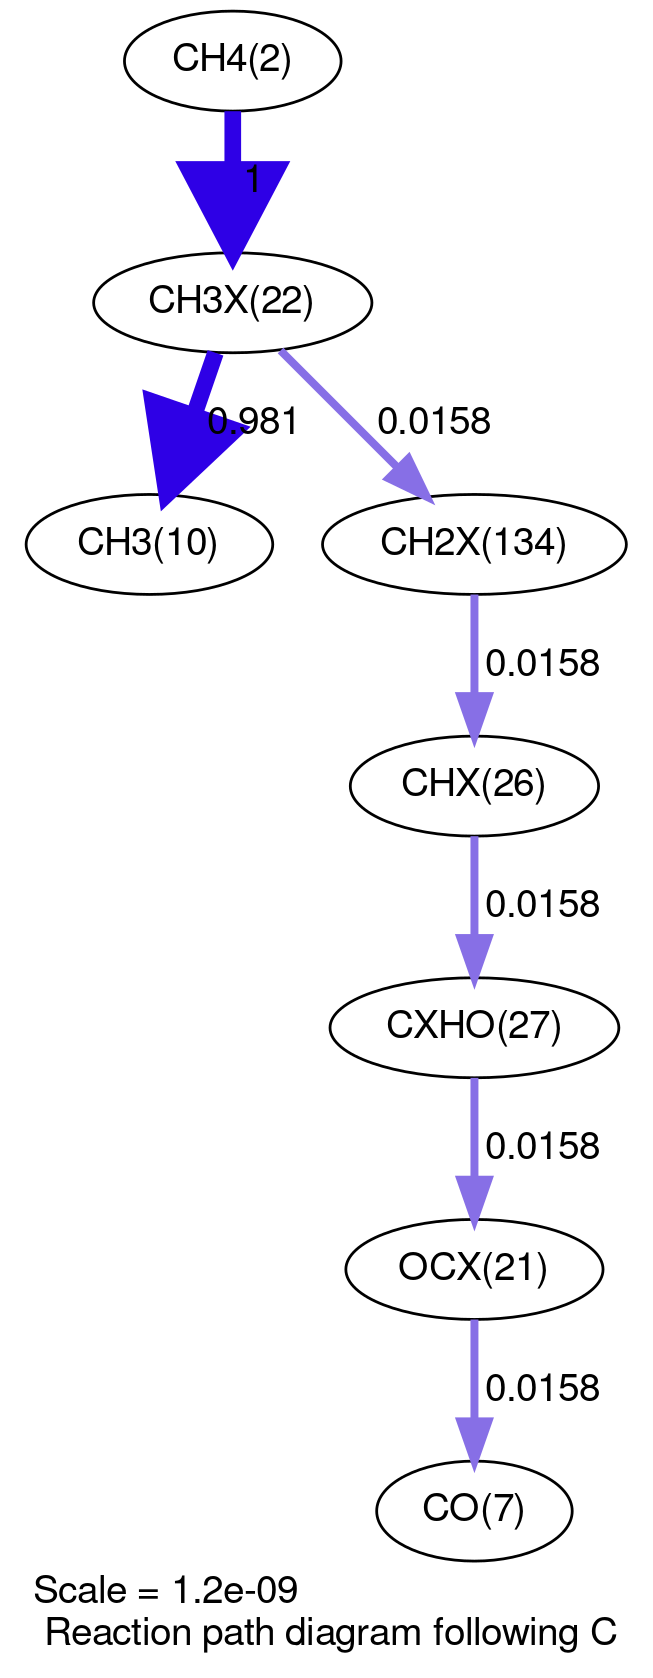 CH4(2)
1
CH3X(22)
0.981
0.0158
CH3(10)
CH2X(134)
0.0158
CHX(26)
0.0158
CXHO(27)
0.0158
OCX(21)
0.0158
CO(7)
Scale = 1.2e-09
Reaction path diagram following C